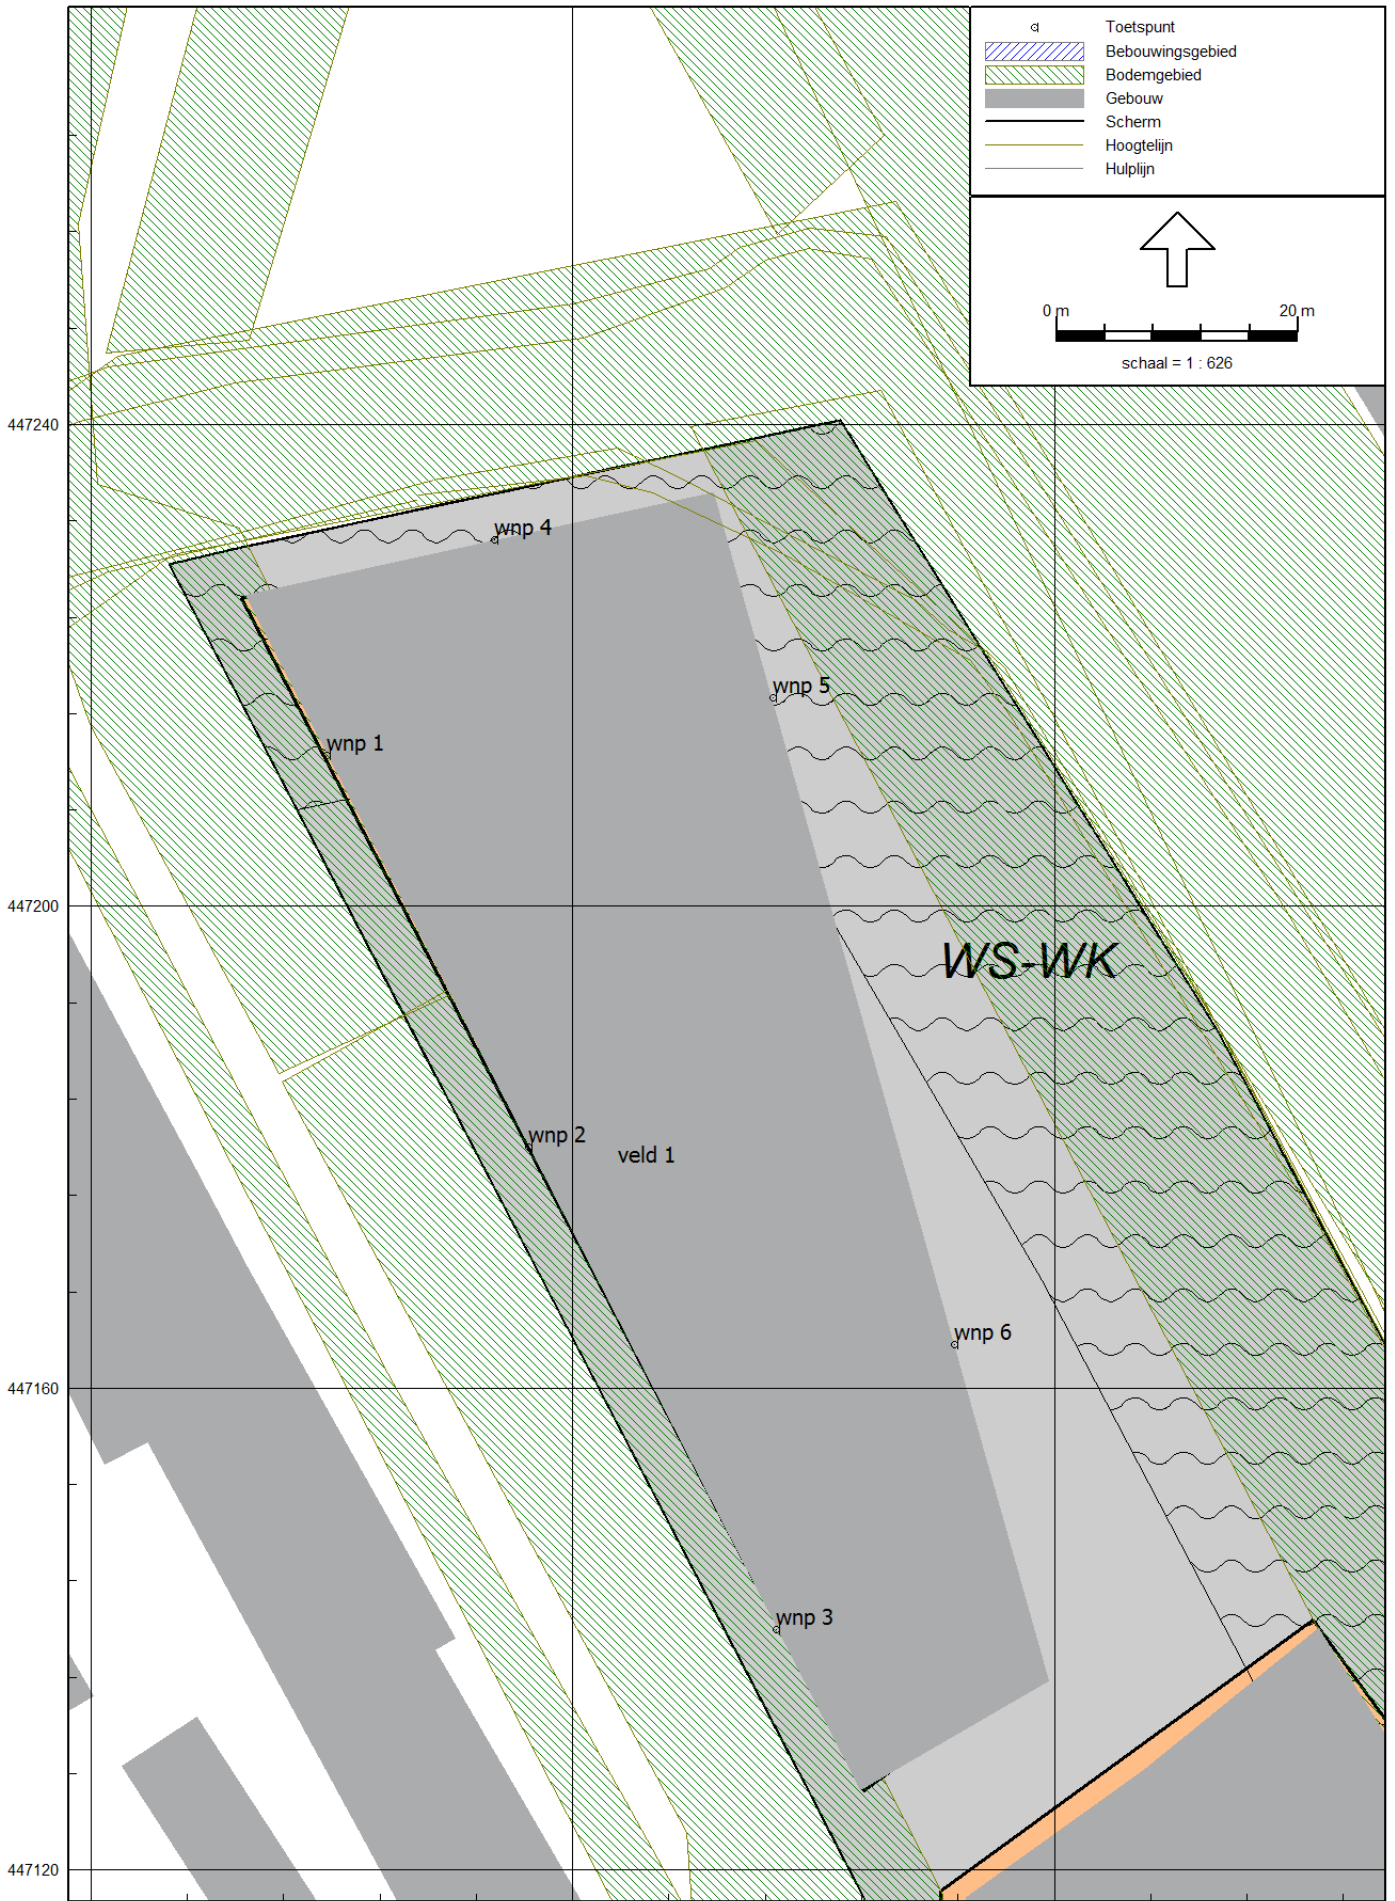 Toetspunt
Bebouwingsgebied
Bodemgebied
Gebouw
Scherm
Hoogtelijn
Hulplijn
0 m 20 m
schaal = 1 : 626
447240
wnp 4
wnp 5
wnp 1
447200
WS-WK
wnp 2
veld 1
wnp 6
447160
wnp 3
447120